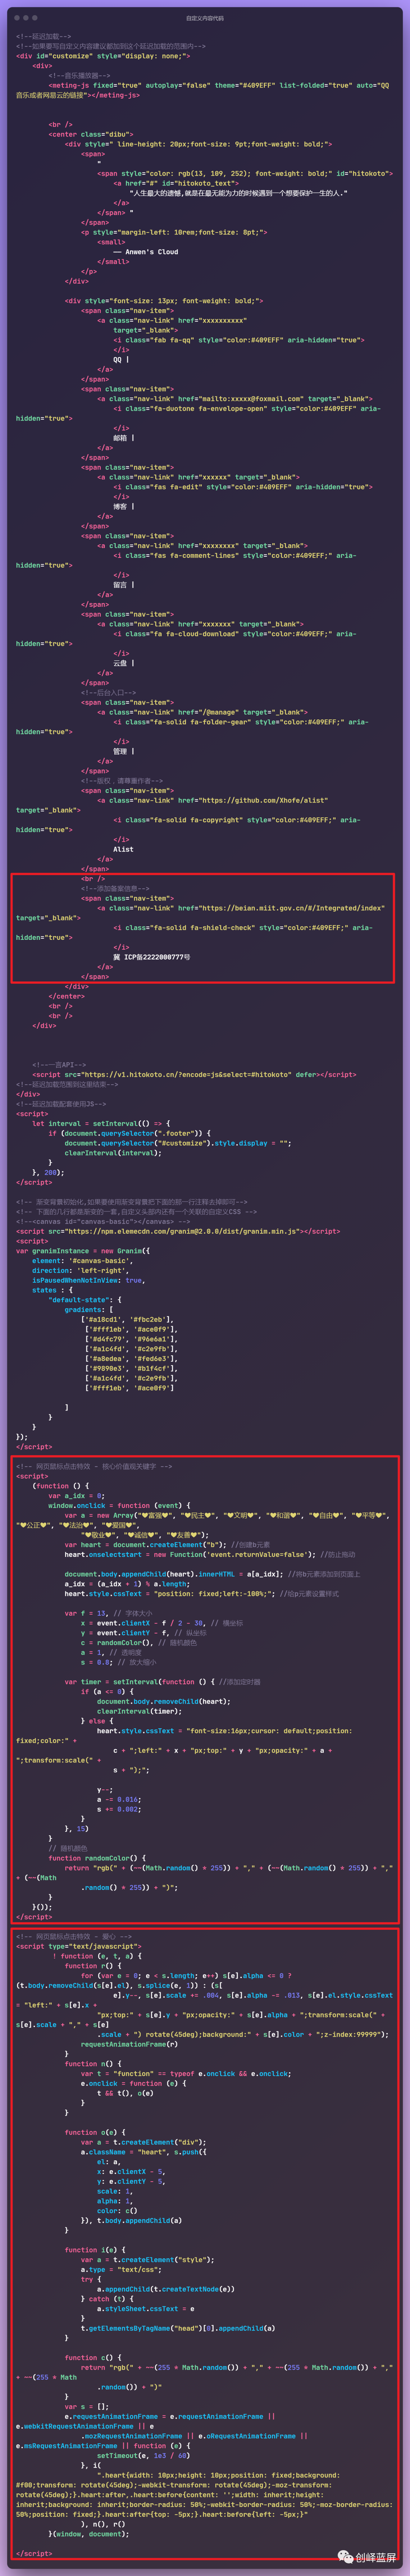 自定义内容代码
<!--延迟加载-->
<!--如果要写自定义内容建议都加到这个延迟加载的范围内-->
<div id="customize" style="display: none;">
<div>
<!--音乐播放器-->
<meting-js fixed="true" autoplay="false" theme="#409EFF" list-folded="true" auto="QQ
音乐或者网易云的链接"></meting-js>
<br />
<center class="dibu">
<div style=" line-height: 20px;font-size: 9pt;font-weight: bold;">
<span>
"
<span style="color: rgb(13, 109, 252); font-weight: bold;" id="hitokoto">
<a href="#" id="hitokoto_text">
"人生最大的遗憾,就是在最无能为力的时候遇到一个想要保护一生的人."
</a>
</span> "
</span>
<p style="margin-left: 10rem;font-size: 8pt;">
<small>
—— Anwen's Cloud
</small>
</p>
</div>
<div style="font-size: 13px; font-weight: bold;">
<span class="nav-item">
<a class="nav-link" href="xxxxxxxxxx"
target="_blank">
<i class="fab fa-qq" style="color:#409EFF" aria-hidden="true">
</i>
QQ |
</a>
</span>
<span class="nav-item">
<a class="nav-link" href="mailto:xxxxx@foxmail.com" target="_blank">
<i class="fa-duotone fa-envelope-open" style="color:#409EFF" aria-
hidden="true">
</i>
邮箱 |
</a>
</span>
<span class="nav-item">
<a class="nav-link" href="xxxxxx" target="_blank">
<i class="fas fa-edit" style="color:#409EFF" aria-hidden="true">
</i>
博客 |
</a>
</span>
<span class="nav-item">
<a class="nav-link" href="xxxxxxxx" target="_blank">
<i class="fas fa-comment-lines" style="color:#409EFF;" aria-
hidden="true">
</i>
留言 |
</a>
</span>
<span class="nav-item">
<a class="nav-link" href="xxxxxxx" target="_blank">
<i class="fa fa-cloud-download" style="color:#409EFF;" aria-
hidden="true">
</i>
云盘 |
</a>
</span>
<!--后台入口-->
<span class="nav-item">
<a class="nav-link" href="/@manage" target="_blank">
<i class="fa-solid fa-folder-gear" style="color:#409EFF;" aria-
hidden="true">
</i>
管理 |
</a>
</span>
<!--版权，请尊重作者-->
<span class="nav-item">
<a class="nav-link" href="https://github.com/Xhofe/alist"
target="_blank">
<i class="fa-solid fa-copyright" style="color:#409EFF;" aria-
hidden="true">
</i>
Alist
</a>
</span>
<br />
<!--添加备案信息-->
<span class="nav-item">
<a class="nav-link" href="https://beian.miit.gov.cn/#/Integrated/index"
target="_blank">
<i class="fa-solid fa-shield-check" style="color:#409EFF;" aria-
hidden="true">
</i>
冀 ICP备2222000777号
</a>
</span>
</div>
</center>
<br />
<br />
</div>
<!--一言API-->
<script src="https://v1.hitokoto.cn/?encode=js&select=#hitokoto" defer></script>
<!--延迟加载范围到这里结束-->
</div>
<!--延迟加载配套使用JS-->
<script>
let interval = setInterval(() => {
if (document.querySelector(".footer")) {
document.querySelector("#customize").style.display = "";
clearInterval(interval);
}
}, 200);
</script>
<!-- 渐变背景初始化,如果要使用渐变背景把下面的那一行注释去掉即可-->
<!-- 下面的几行都是渐变的一套,自定义头部内还有一个关联的自定义CSS -->
<!--<canvas id="canvas-basic"></canvas> -->
<script src="https://npm.elemecdn.com/granim@2.0.0/dist/granim.min.js"></script>
<script>
var granimInstance = new Granim({
element: '#canvas-basic',
direction: 'left-right',
isPausedWhenNotInView: true,
states : {
"default-state": {
gradients: [
['#a18cd1', '#fbc2eb'],
['#fff1eb', '#ace0f9'],
['#d4fc79', '#96e6a1'],
['#a1c4fd', '#c2e9fb'],
['#a8edea', '#fed6e3'],
['#9890e3', '#b1f4cf'],
['#a1c4fd', '#c2e9fb'],
['#fff1eb', '#ace0f9']
]
}
}
});
</script>
<!-- 网页鼠标点击特效 - 核心价值观关键字 -->
<script>
(function () {
var a_idx = 0;
window.onclick = function (event) {
var a = new Array("❤富强❤", "❤民主❤", "❤文明❤", "❤和谐❤", "❤自由❤", "❤平等❤",
"❤公正❤", "❤法治❤", "❤爱国❤",
"❤敬业❤", "❤诚信❤", "❤友善❤");
var heart = document.createElement("b"); //创建b元素
heart.onselectstart = new Function('event.returnValue=false'); //防止拖动
document.body.appendChild(heart).innerHTML = a[a_idx]; //将b元素添加到页面上
a_idx = (a_idx + 1) % a.length;
heart.style.cssText = "position: fixed;left:-100%;"; //给p元素设置样式
var f = 13, // 字体大小
x = event.clientX - f / 2 - 30, // 横坐标
y = event.clientY - f, // 纵坐标
c = randomColor(), // 随机颜色
a = 1, // 透明度
s = 0.8; // 放大缩小
var timer = setInterval(function () { //添加定时器
if (a <= 0) {
document.body.removeChild(heart);
clearInterval(timer);
} else {
heart.style.cssText = "font-size:16px;cursor: default;position:
fixed;color:" +
c + ";left:" + x + "px;top:" + y + "px;opacity:" + a +
";transform:scale(" +
s + ");";
y--;
a -= 0.016;
s += 0.002;
}
}, 15)
}
// 随机颜色
function randomColor() {
return "rgb(" + (~~(Math.random() * 255)) + "," + (~~(Math.random() * 255)) + ","
+ (~~(Math
.random() * 255)) + ")";
}
}());
</script>
<!-- 网页鼠标点击特效 - 爱心 -->
<script type="text/javascript">
! function (e, t, a) {
function r() {
for (var e = 0; e < s.length; e++) s[e].alpha <= 0 ?
(t.body.removeChild(s[e].el), s.splice(e, 1)) : (s[
e].y--, s[e].scale += .004, s[e].alpha -= .013, s[e].el.style.cssText
= "left:" + s[e].x +
"px;top:" + s[e].y + "px;opacity:" + s[e].alpha + ";transform:scale(" +
s[e].scale + "," + s[e]
.scale + ") rotate(45deg);background:" + s[e].color + ";z-index:99999");
requestAnimationFrame(r)
}
function n() {
var t = "function" == typeof e.onclick && e.onclick;
e.onclick = function (e) {
t && t(), o(e)
}
}
function o(e) {
var a = t.createElement("div");
a.className = "heart", s.push({
el: a,
x: e.clientX - 5,
y: e.clientY - 5,
scale: 1,
alpha: 1,
color: c()
}), t.body.appendChild(a)
}
function i(e) {
var a = t.createElement("style");
a.type = "text/css";
try {
a.appendChild(t.createTextNode(e))
} catch (t) {
a.styleSheet.cssText = e
}
t.getElementsByTagName("head")[0].appendChild(a)
}
function c() {
return "rgb(" + ~~(255 * Math.random()) + "," + ~~(255 * Math.random()) + ","
+ ~~(255 * Math
.random()) + ")"
}
var s = [];
e.requestAnimationFrame = e.requestAnimationFrame ||
e.webkitRequestAnimationFrame || e
.mozRequestAnimationFrame || e.oRequestAnimationFrame ||
e.msRequestAnimationFrame || function (e) {
setTimeout(e, 1e3 / 60)
}, i(
".heart{width: 10px;height: 10px;position: fixed;background:
#f00;transform: rotate(45deg);-webkit-transform: rotate(45deg);-moz-transform:
rotate(45deg);}.heart:after,.heart:before{content: '';width: inherit;height:
inherit;background: inherit;border-radius: 50%;-webkit-border-radius: 50%;-moz-border-radius:
50%;position: fixed;}.heart:after{top: -5px;}.heart:before{left: -5px;}"
), n(), r()
}(window, document);
</script>
创峄蓝屏